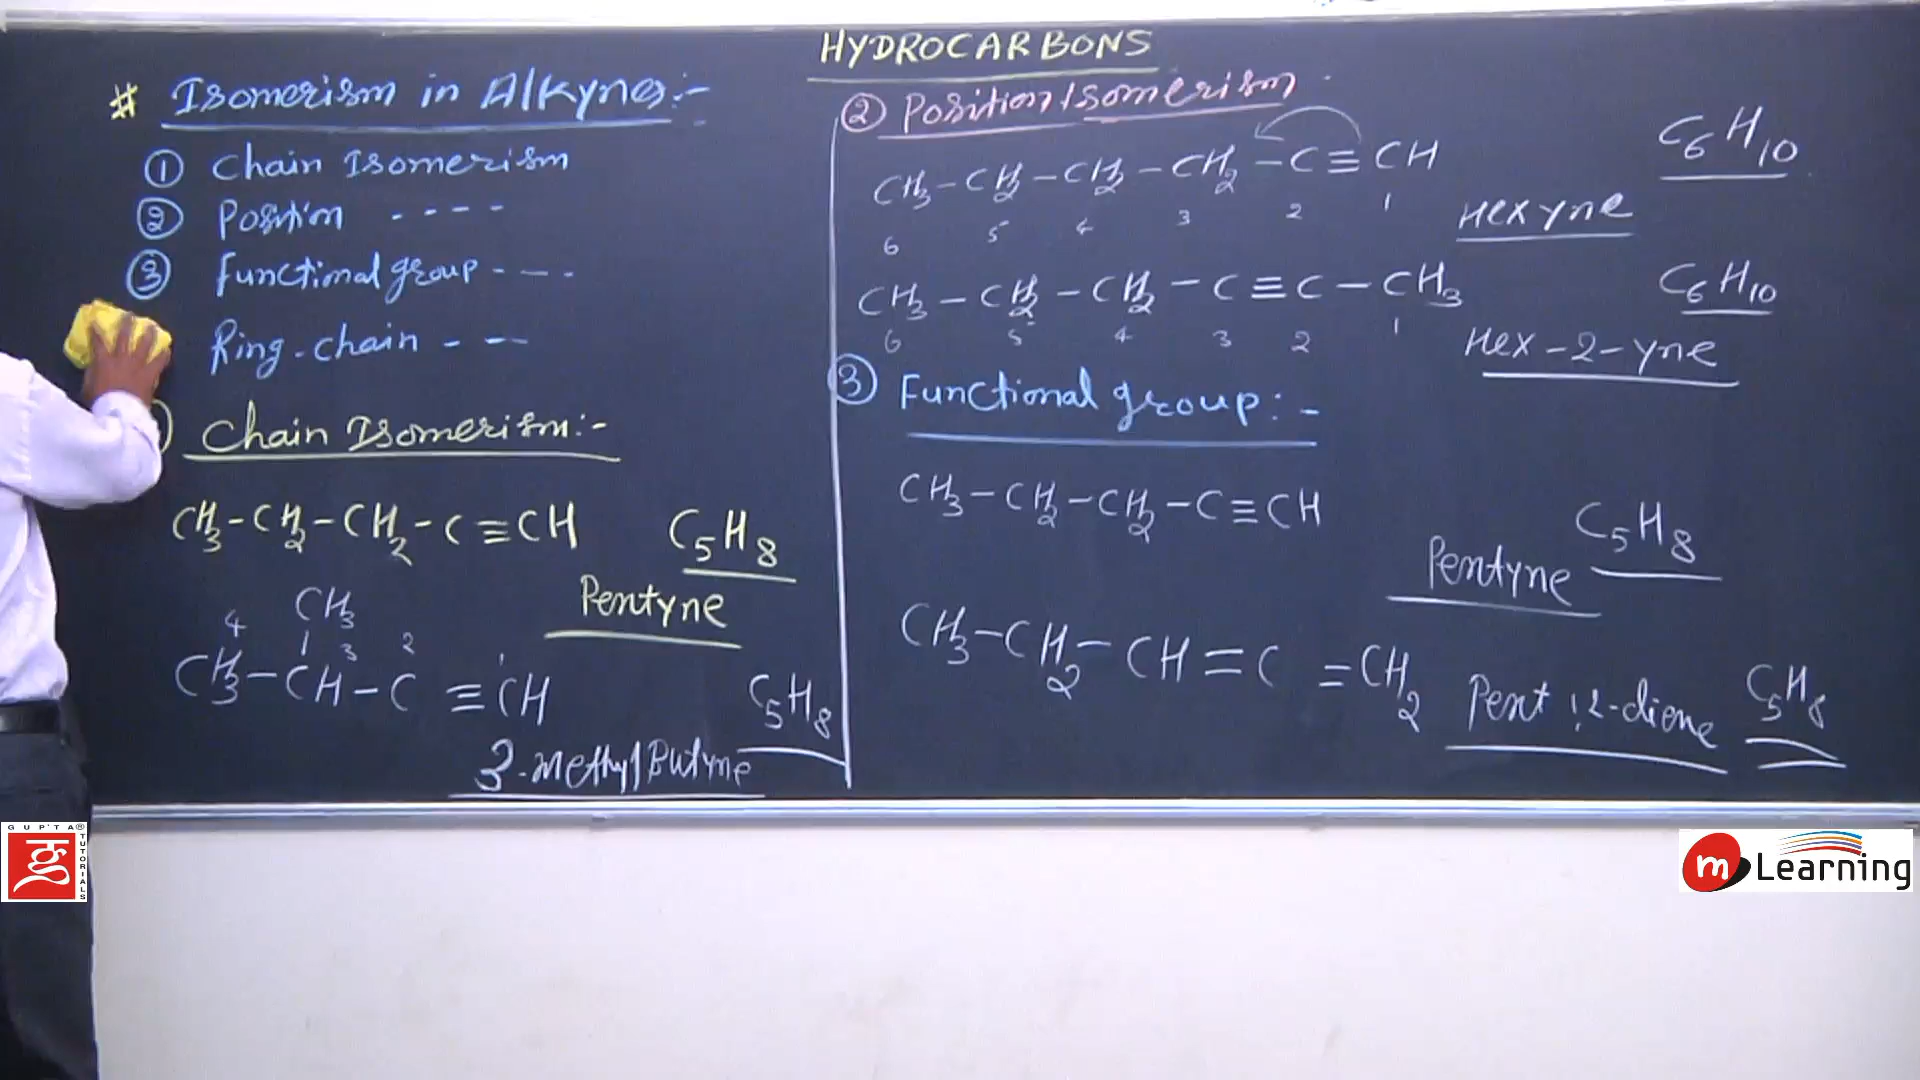 HYDROCARBONS
# Isomerism in Alkynes:-
① Chain Isomerism
② Position - - - -
③ Functional group - - - -
Ring-chain - - -
Chain Isomerism:-
CH₃-CH₂-CH₂-C≡CH C₅H₈
Pentyne
CH₃
4 3 2 1
CH₃-CH-C≡CH C₅H₈
3-methylButyne
② Position Isomerism
CH₃-CH₂-CH₂-CH₂-C≡CH C₆H₁₀
6 5 4 3 2 1
Hexyne
CH₃-CH₂-CH₂-C≡C-CH₃ C₆H₁₀
6 5 4 3 2 1
Hex-2-yne
③ Functional group:-
CH₃-CH₂-CH₂-C≡CH C₅H₈
Pentyne
CH₃-CH₂-CH=C=CH₂
Pent 1,2-diene C₅H₈
GUPTA® TUTORIALS
ग
m Learning